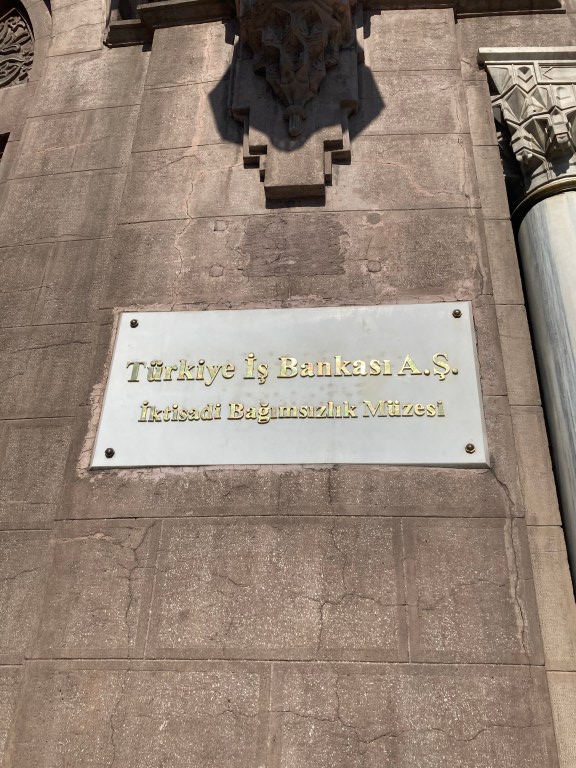 Türkiye İş Bankası A.Ş.
İktisadi Bağımsızlık Müzesi